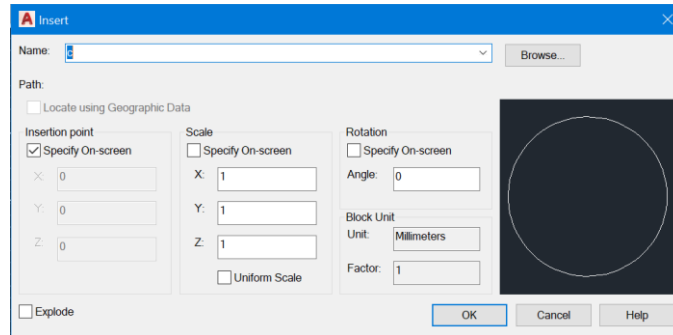 A Insert
Name: c Browse...
Path:
Locate using Geographic Data
Insertion point
Specify On-screen
X: 0
Y: 0
Z: 0
Scale
Specify On-screen
X: 1
Y: 1
Z: 1
Uniform Scale
Rotation
Specify On-screen
Angle: 0
Block Unit
Unit: Millimeters
Factor: 1
Explode
OK Cancel Help